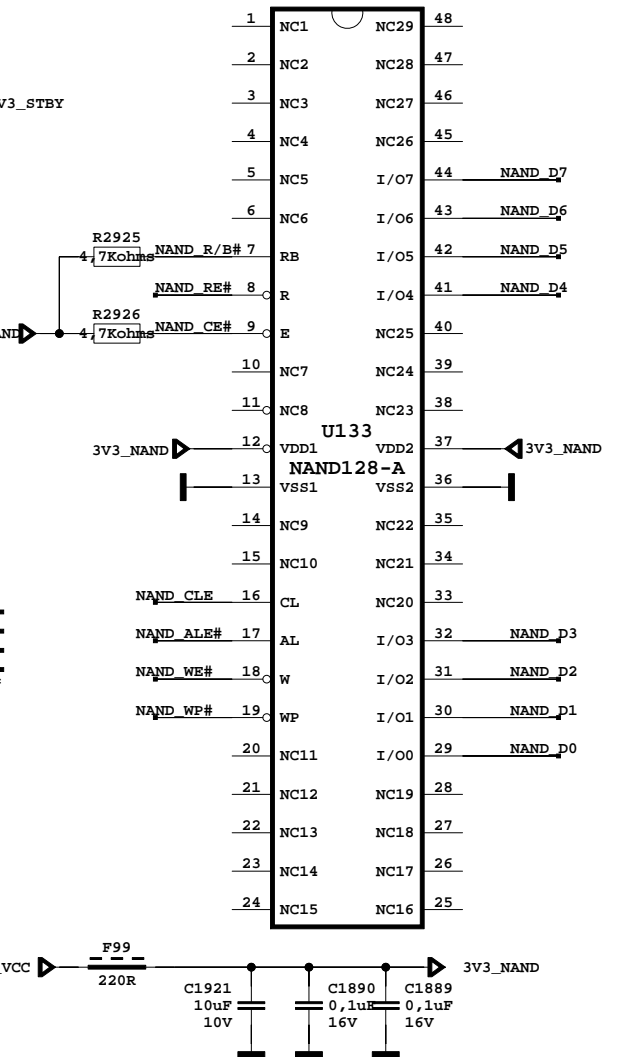 1 NC1 NC29 48
2 NC2 NC28 47
V3_STBY 3 NC3 NC27 46
4 NC4 NC26 45
5 NC5 I/O7 44 NAND_D7
6 NC6 I/O6 43 NAND_D6
R2925
4,7Kohms NAND_R/B# 7 RB I/O5 42 NAND_D5
NAND_RE# 8 R I/O4 41 NAND_D4
R2926
ND 4,7Kohms NAND_CE# 9 E NC25 40
10 NC7 NC24 39
11 NC8 NC23 38
U133
3V3_NAND 12 VDD1 VDD2 37 3V3_NAND
NAND128-A
13 VSS1 VSS2 36
14 NC9 NC22 35
15 NC10 NC21 34
NAND_CLE 16 CL NC20 33
NAND_ALE# 17 AL I/O3 32 NAND_D3
NAND_WE# 18 W I/O2 31 NAND_D2
NAND_WP# 19 WP I/O1 30 NAND_D1
20 NC11 I/O0 29 NAND_D0
21 NC12 NC19 28
22 NC13 NC18 27
23 NC14 NC17 26
24 NC15 NC16 25
F99
_VCC 3V3_NAND
220R
C1921 C1890 C1889
10uF 0,1uF 0,1uF
10V 16V 16V